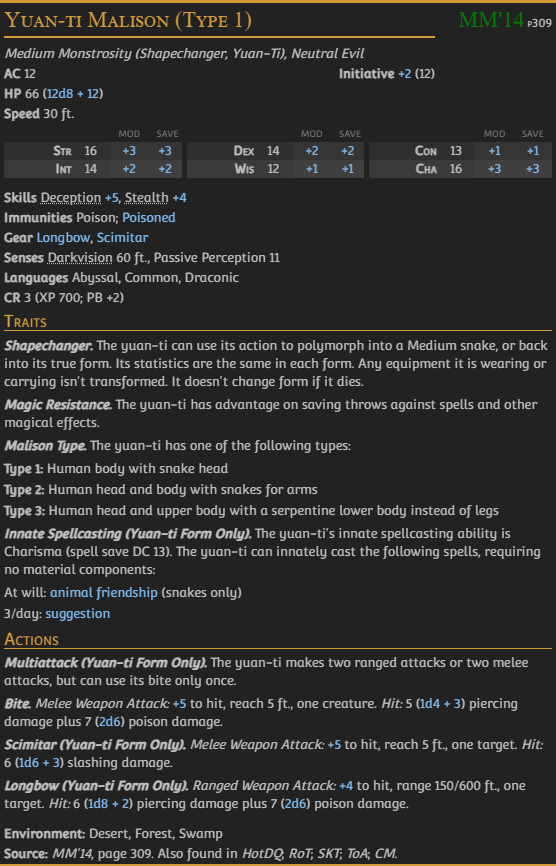 Yuan-ti Malison (Type 1) MM'14 p309
Medium Monstrosity (Shapechanger, Yuan-Ti), Neutral Evil
AC 12 Initiative +2 (12)
HP 66 (12d8 + 12)
Speed 30 ft.
MOD SAVE MOD SAVE MOD SAVE
Str 16 +3 +3 Dex 14 +2 +2 Con 13 +1 +1
Int 14 +2 +2 Wis 12 +1 +1 Cha 16 +3 +3
Skills Deception +5, Stealth +4
Immunities Poison; Poisoned
Gear Longbow, Scimitar
Senses Darkvision 60 ft., Passive Perception 11
Languages Abyssal, Common, Draconic
CR 3 (XP 700; PB +2)
Traits
Shapechanger. The yuan-ti can use its action to polymorph into a Medium snake, or back
into its true form. Its statistics are the same in each form. Any equipment it is wearing or
carrying isn't transformed. It doesn't change form if it dies.
Magic Resistance. The yuan-ti has advantage on saving throws against spells and other
magical effects.
Malison Type. The yuan-ti has one of the following types:
Type 1: Human body with snake head
Type 2: Human head and body with snakes for arms
Type 3: Human head and upper body with a serpentine lower body instead of legs
Innate Spellcasting (Yuan-ti Form Only). The yuan-ti's innate spellcasting ability is
Charisma (spell save DC 13). The yuan-ti can innately cast the following spells, requiring
no material components:
At will: animal friendship (snakes only)
3/day: suggestion
Actions
Multiattack (Yuan-ti Form Only). The yuan-ti makes two ranged attacks or two melee
attacks, but can use its bite only once.
Bite. Melee Weapon Attack: +5 to hit, reach 5 ft., one creature. Hit: 5 (1d4 + 3) piercing
damage plus 7 (2d6) poison damage.
Scimitar (Yuan-ti Form Only). Melee Weapon Attack: +5 to hit, reach 5 ft., one target. Hit:
6 (1d6 + 3) slashing damage.
Longbow (Yuan-ti Form Only). Ranged Weapon Attack: +4 to hit, range 150/600 ft., one
target. Hit: 6 (1d8 + 2) piercing damage plus 7 (2d6) poison damage.
Environment: Desert, Forest, Swamp
Source: MM'14, page 309. Also found in HotDQ; RoT; SKT; ToA; CM.